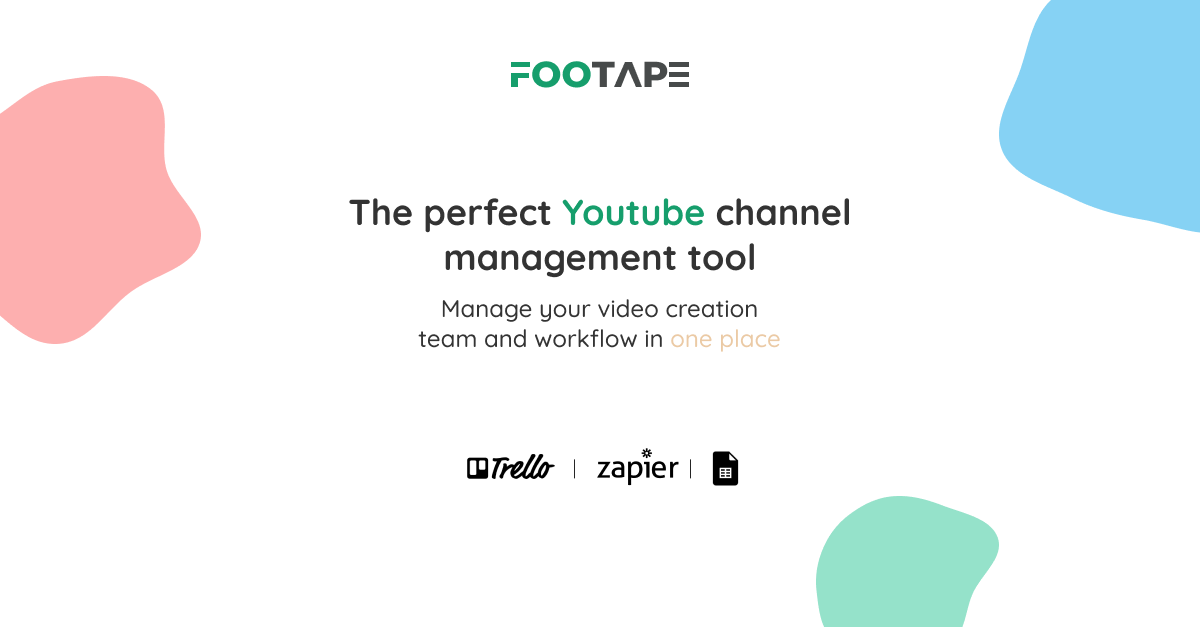 FOOTAPE
The perfect Youtube channel
management tool
Manage your video creation
team and workflow in one place
Trello | zapier |